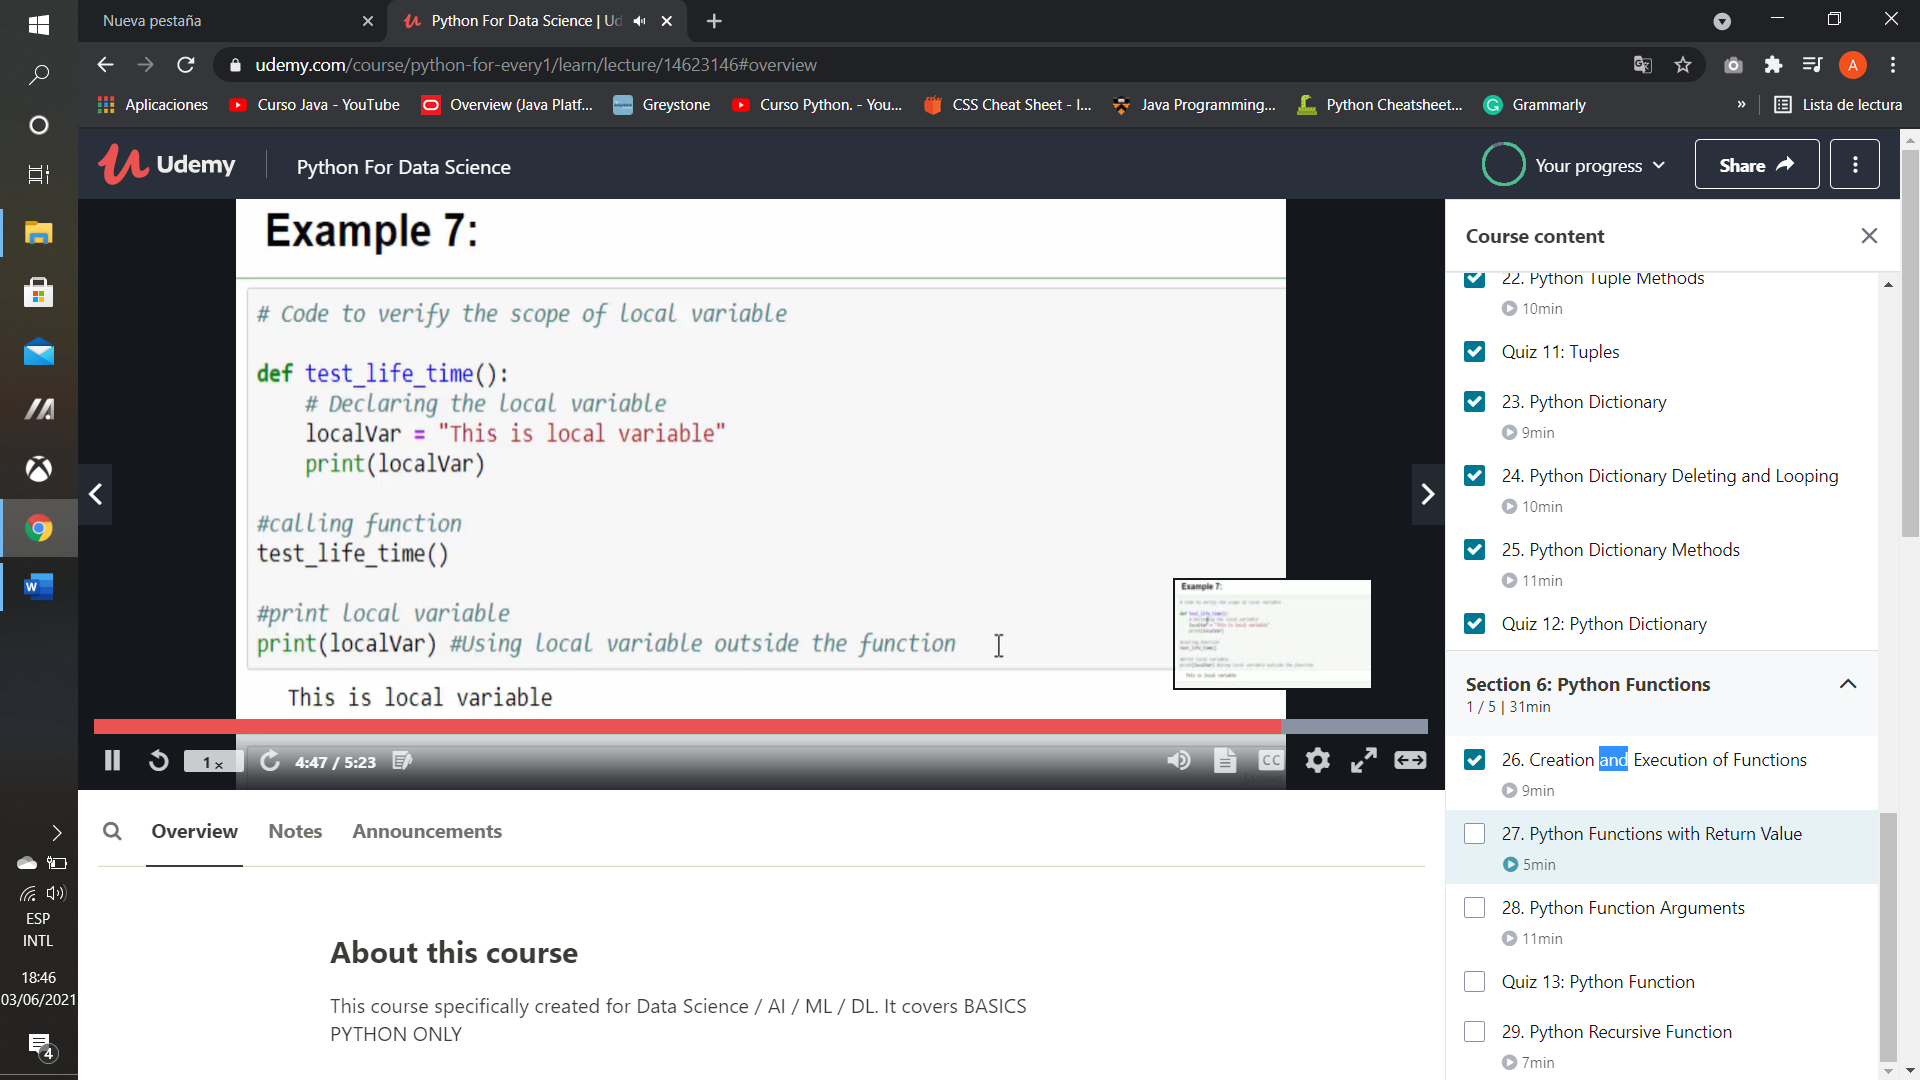 Nueva pestaña
Python For Data Science | Ud
udemy.com/course/python-for-every1/learn/lecture/14623146#overview
A
Aplicaciones
Curso Java - YouTube
Overview (Java Platf...
Greystone
Curso Python. - You...
CSS Cheat Sheet - I...
Java Programming...
Python Cheatsheet...
Grammarly
»
Lista de lectura
Udemy
Python For Data Science
Your progress
Share
Example 7:
# Code to verify the scope of local variable
def test_life_time():
# Declaring the local variable
localVar = "This is local variable"
print(localVar)
#calling function
test_life_time()
#print local variable
print(localVar) #Using local variable outside the function
This is local variable
Example 7:
1 x
4:47 / 5:23
CC
Overview
Notes
Announcements
About this course
This course specifically created for Data Science / AI / ML / DL. It covers BASICS
PYTHON ONLY
Course content
22. Python Tuple Methods
10min
Quiz 11: Tuples
23. Python Dictionary
9min
24. Python Dictionary Deleting and Looping
10min
25. Python Dictionary Methods
11min
Quiz 12: Python Dictionary
Section 6: Python Functions
1 / 5 | 31min
26. Creation and Execution of Functions
9min
27. Python Functions with Return Value
5min
28. Python Function Arguments
11min
Quiz 13: Python Function
29. Python Recursive Function
7min
ESP
INTL
18:46
03/06/2021
4